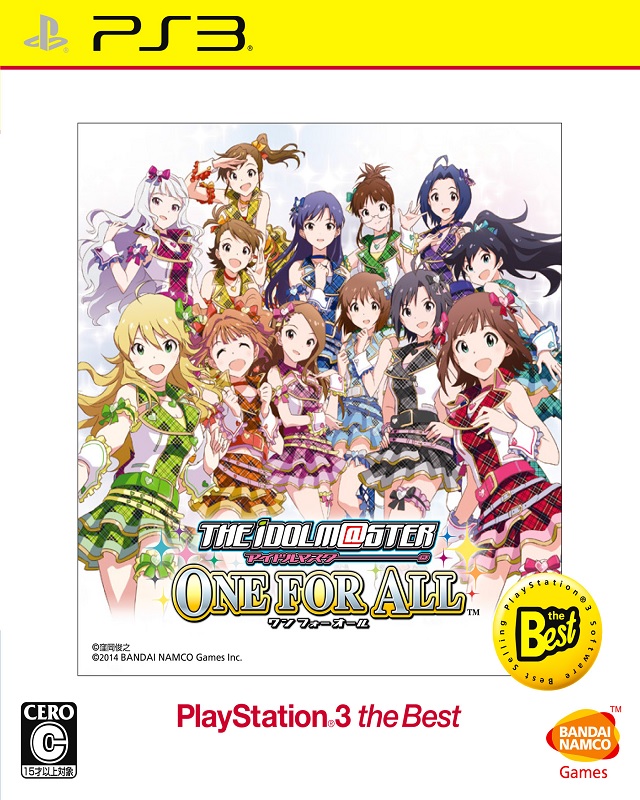 PS3®
THE iDOLM@STER
アイドルマスター
ONE FOR ALL™
ワンフォーオール
©窪岡俊之
©2014 BANDAI NAMCO Games Inc.
PlayStation®3 Software Best Selling
the
Best
CERO
C
15才以上対象
PlayStation®3 the Best
BANDAI
NAMCO™
Games